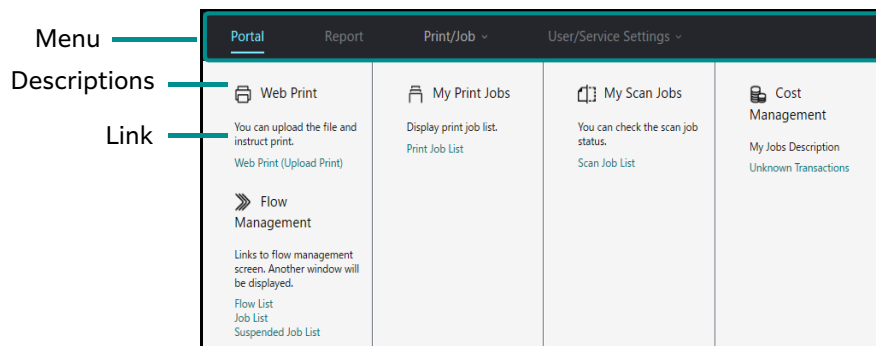 Menu
Descriptions
Link
Portal
Report
Print/Job
User/Service Settings
Web Print
You can upload the file and
instruct print.
Web Print (Upload Print)
Flow
Management
Links to flow management
screen. Another window will
be displayed.
Flow List
Job List
Suspended Job List
My Print Jobs
Display print job list.
Print Job List
My Scan Jobs
You can check the scan job
status.
Scan Job List
Cost
Management
My Jobs Description
Unknown Transactions